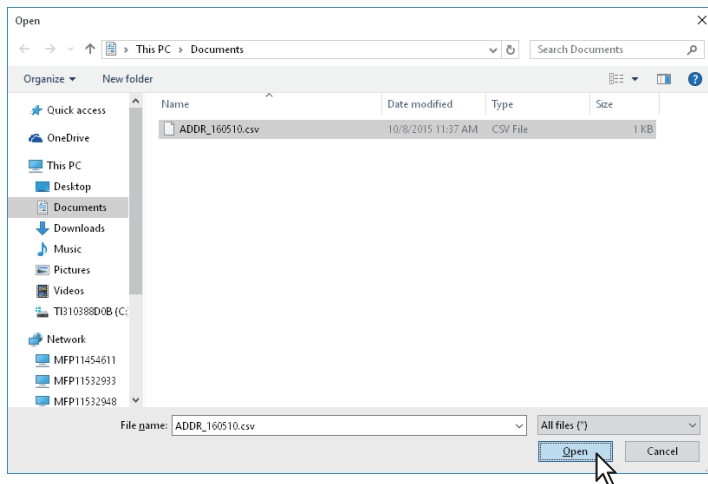 Open
This PC > Documents
Search Documents
Organize
New folder
Name
Date modified
Type
Size
ADDR_160510.csv
10/8/2015 11:37 AM
CSV File
1 KB
Quick access
OneDrive
This PC
Desktop
Documents
Downloads
Music
Pictures
Videos
TI310388D0B (C:
Network
MFP11454611
MFP11532933
MFP11532948
File name:
ADDR_160510.csv
All files (*)
Open
Cancel